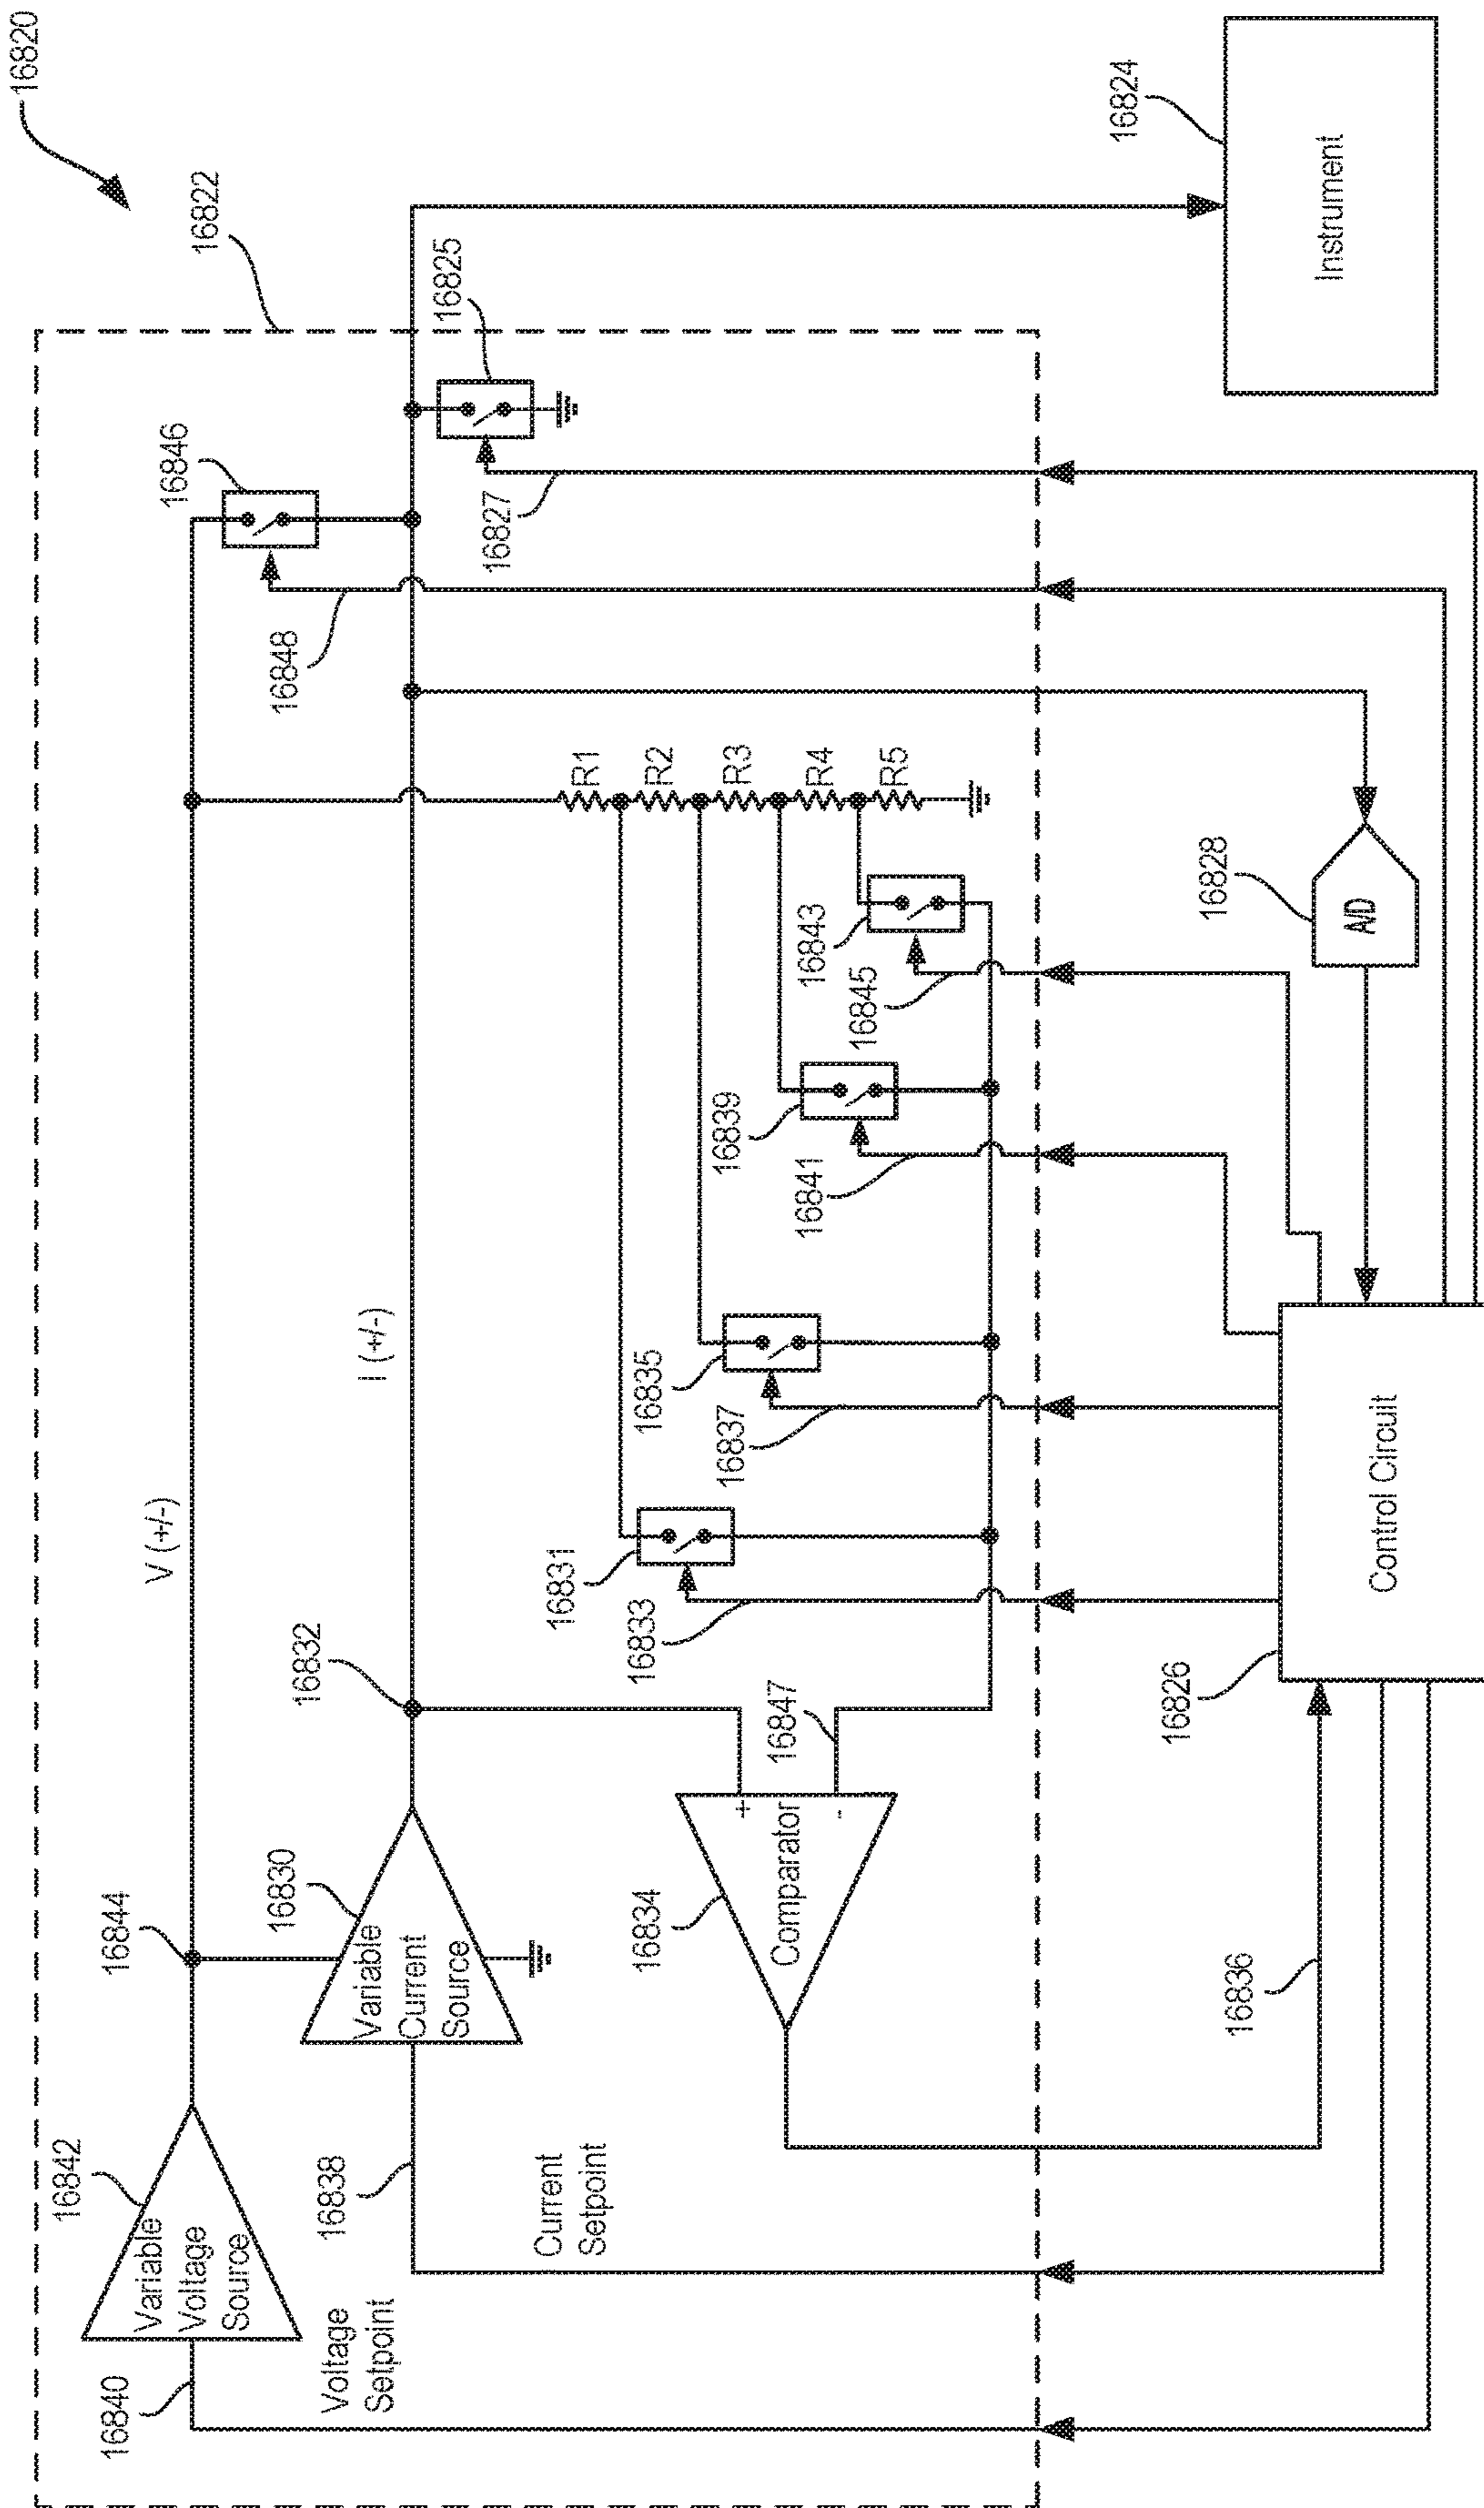 16820
16822
V (+/-)
16846
16848
16825
16827
I (+/-)
16844
16832
16842
Variable
Voltage
Source
16840
Voltage
Setpoint
16830
Variable
Current
Source
16838
Current
Setpoint
R1
R2
R3
R4
R5
16831
16833
16835
16837
16839
16841
16843
16845
16847
16834
+
-
Comparator
16836
16826
Control Circuit
16828
A/D
16824
Instrument